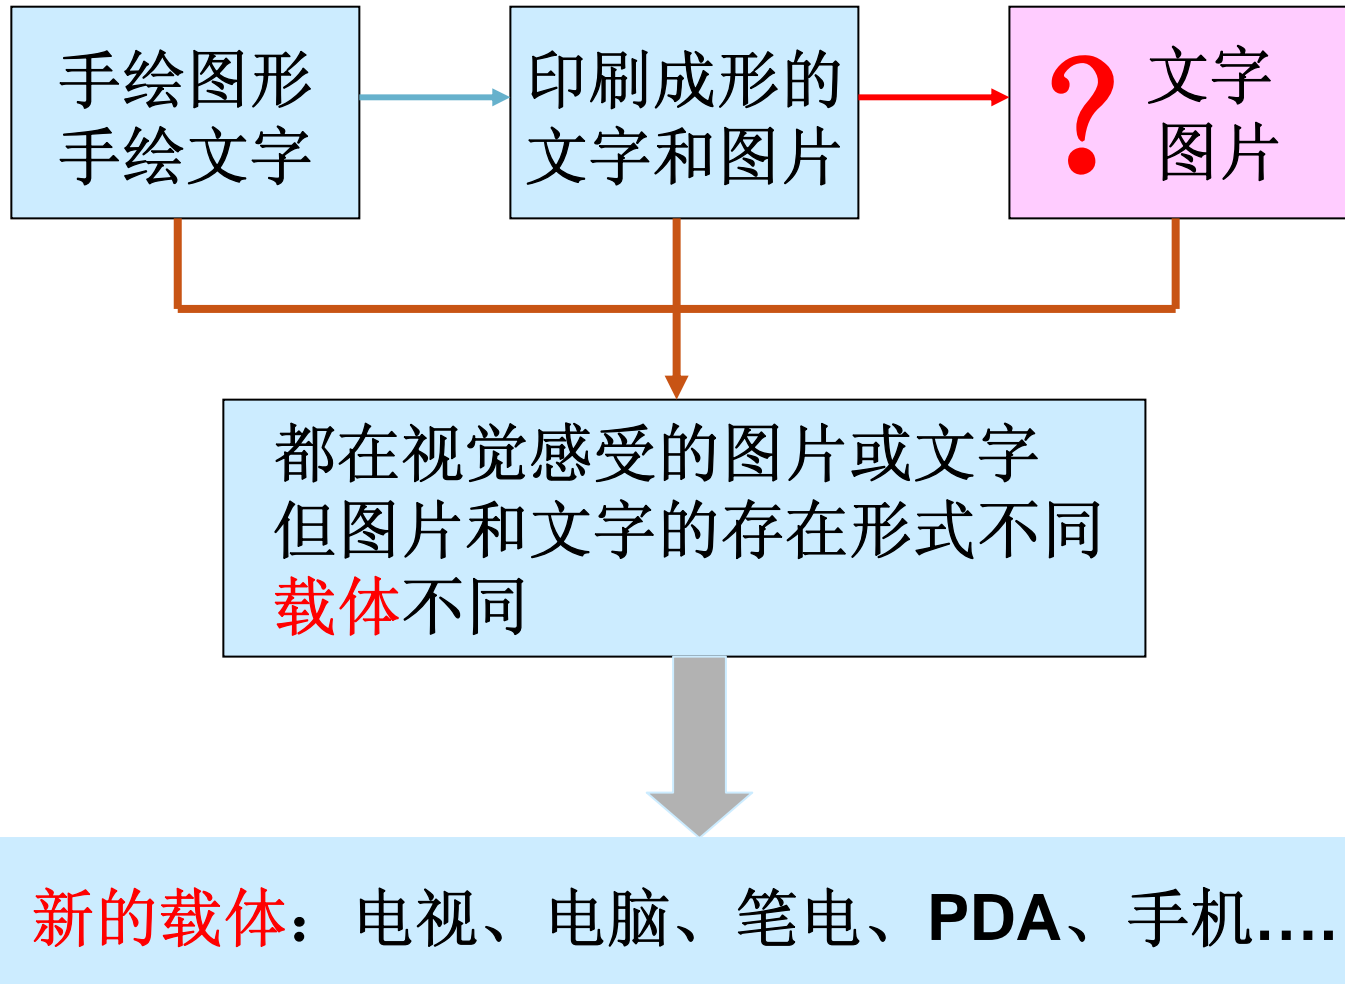 手绘图形
手绘文字
印刷成形的
文字和图片
? 文字
图片
都在视觉感受的图片或文字
但图片和文字的存在形式不同
载体不同
新的载体：电视、电脑、笔电、PDA、手机....